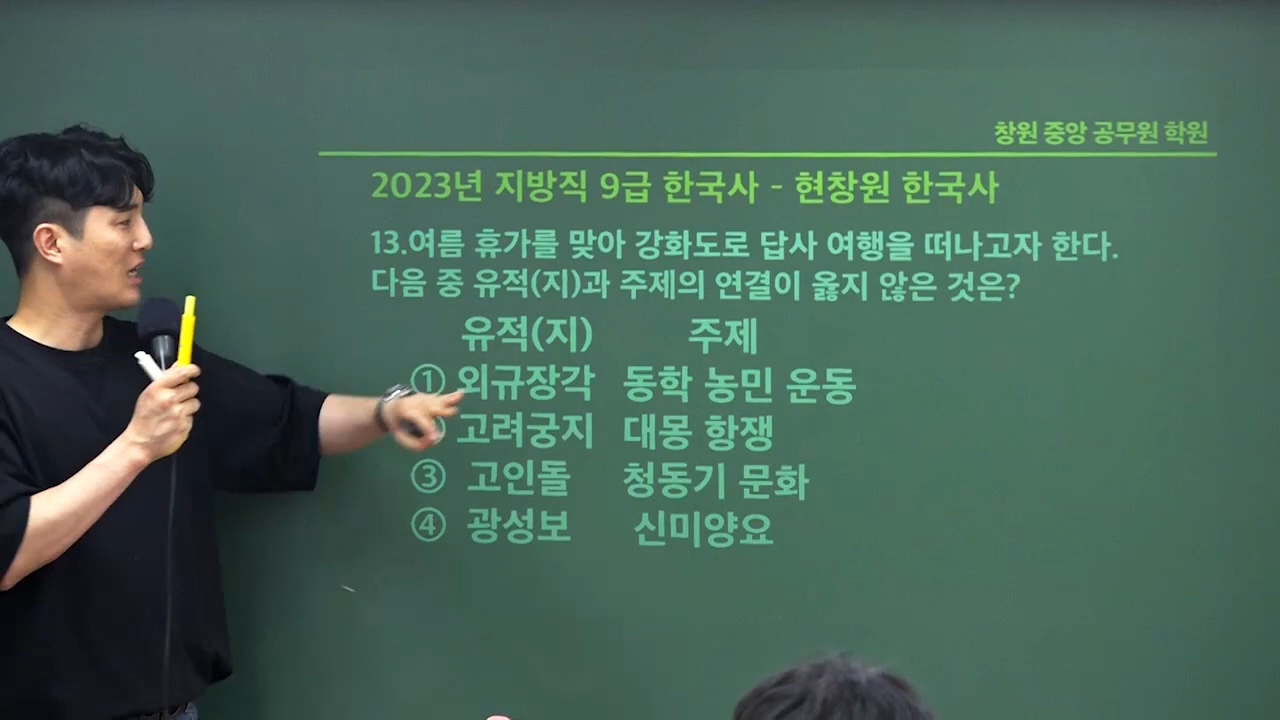 창원 중앙 공무원 학원
2023년 지방직 9급 한국사 - 현창원 한국사
13.여름 휴가를 맞아 강화도로 답사 여행을 떠나고자 한다.
다음 중 유적(지)과 주제의 연결이 옳지 않은 것은?
유적(지) 주제
① 외규장각 동학 농민 운동
고려궁지 대몽 항쟁
③ 고인돌 청동기 문화
④ 광성보 신미양요